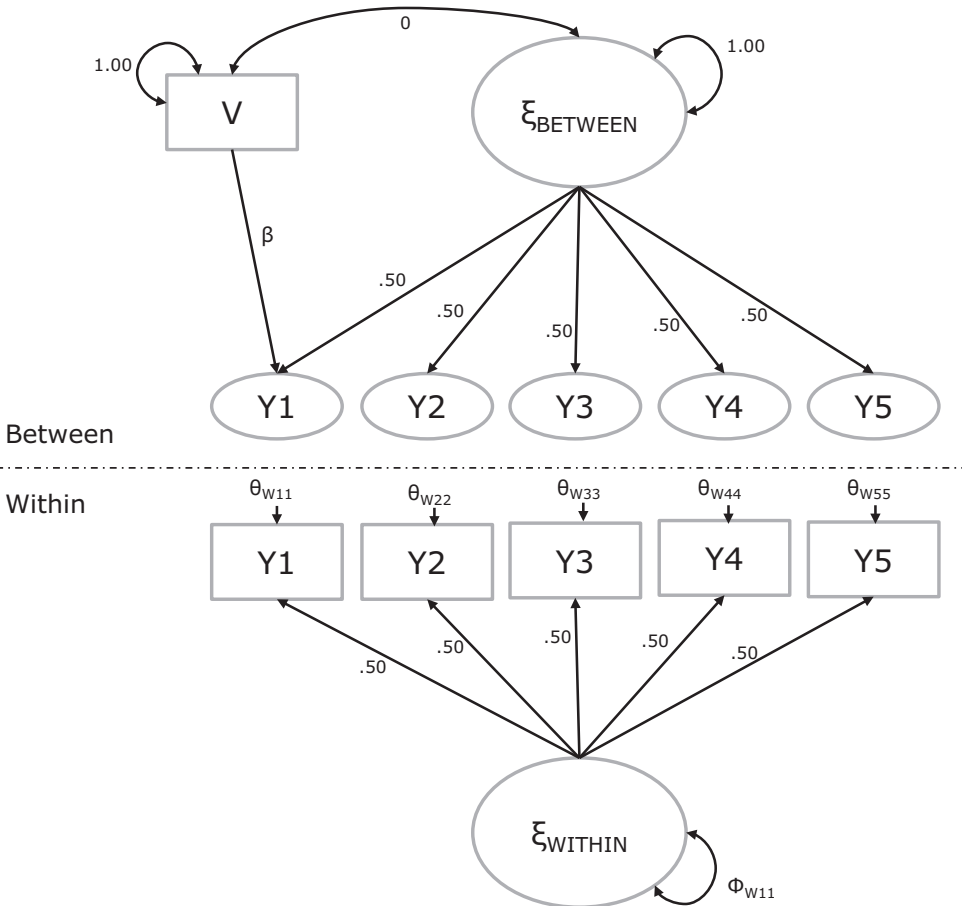 0
1.00
1.00
V
ξBETWEEN
β
.50
.50
.50
.50
.50
Y1 Y2 Y3 Y4 Y5
Between
Within
θW11 θW22 θW33 θW44 θW55
Y1 Y2 Y3 Y4 Y5
.50
.50
.50
.50
.50
ξWITHIN
ΦW11